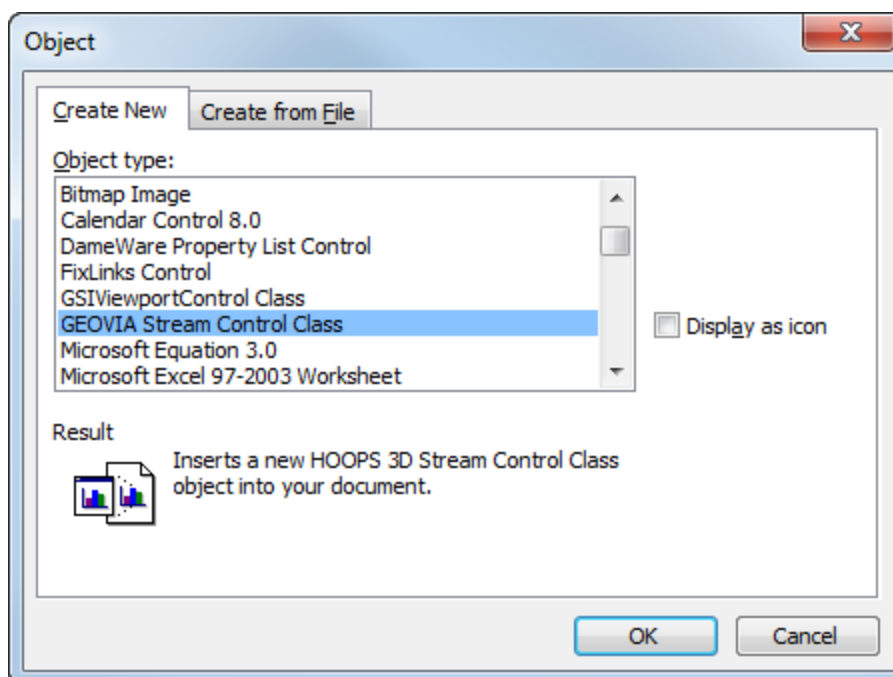 Object
Create New
Create from File
Object type:
Bitmap Image
Calendar Control 8.0
DameWare Property List Control
FixLinks Control
GSIViewportControl Class
GEOVIA Stream Control Class
Microsoft Equation 3.0
Microsoft Excel 97-2003 Worksheet
Display as icon
Result
Inserts a new HOOPS 3D Stream Control Class
object into your document.
OK
Cancel